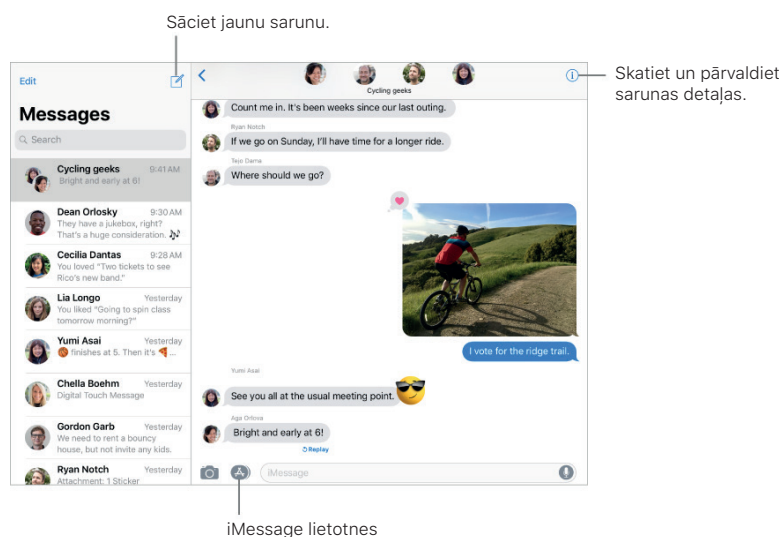 Sāciet jaunu sarunu.
Edit
Cycling geeks
Skatiet un pārvaldiet
sarunas detaļas.
Messages
Search
Cycling geeks 9:41 AM
Bright and early at 6!
Dean Orlosky 9:30 AM
They have a jukebox, right?
That's a huge consideration.
Cecilia Dantas 9:28 AM
You loved "Two tickets to see
Rico's new band."
Lia Longo Yesterday
You liked "Going to spin class
tomorrow morning?"
Yumi Asai Yesterday
finishes at 5. Then it's ...
Chella Boehm Yesterday
Digital Touch Message
Gordon Garb Yesterday
We need to rent a bouncy
house, but not invite any kids.
Ryan Notch Yesterday
Attachment: 1 Sticker
Count me in. It's been weeks since our last outing.
Ryan Notch
If we go on Sunday, I'll have time for a longer ride.
Tejo Dama
Where should we go?
I vote for the ridge trail.
Yumi Asai
See you all at the usual meeting point.
Aga Orlova
Bright and early at 6!
Replay
iMessage
iMessage lietotnes